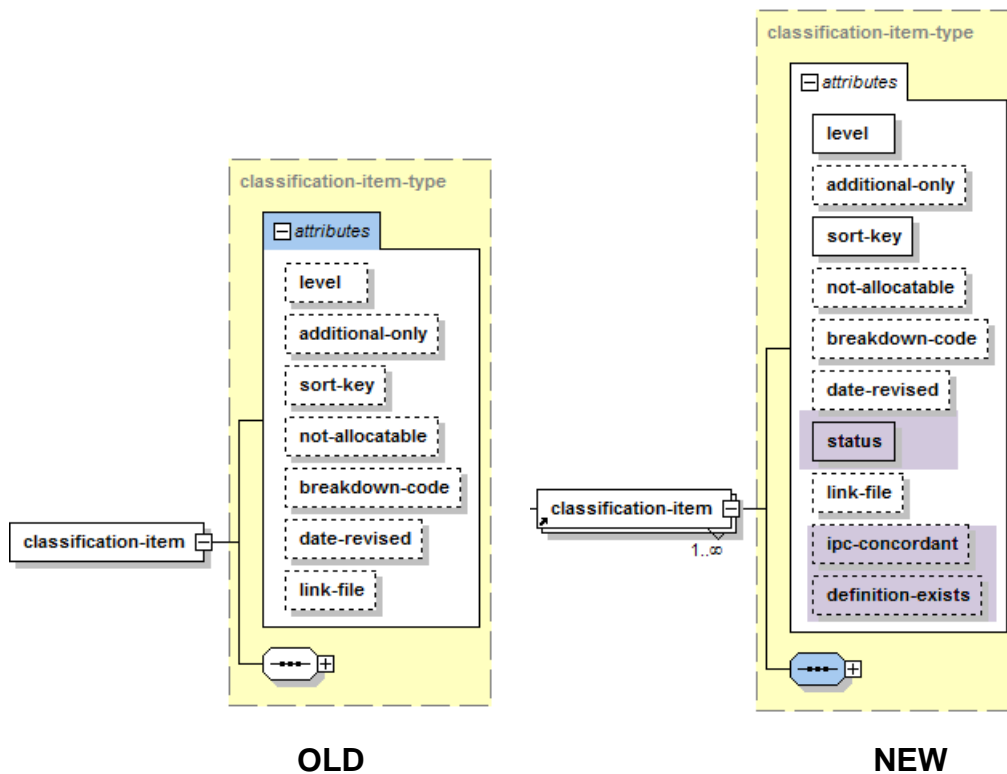 classification-item-type
attributes
level
additional-only
sort-key
not-allocatable
breakdown-code
date-revised
link-file
classification-item
OLD
classification-item-type
attributes
level
additional-only
sort-key
not-allocatable
breakdown-code
date-revised
status
link-file
ipc-concordant
definition-exists
classification-item
1..∞
NEW